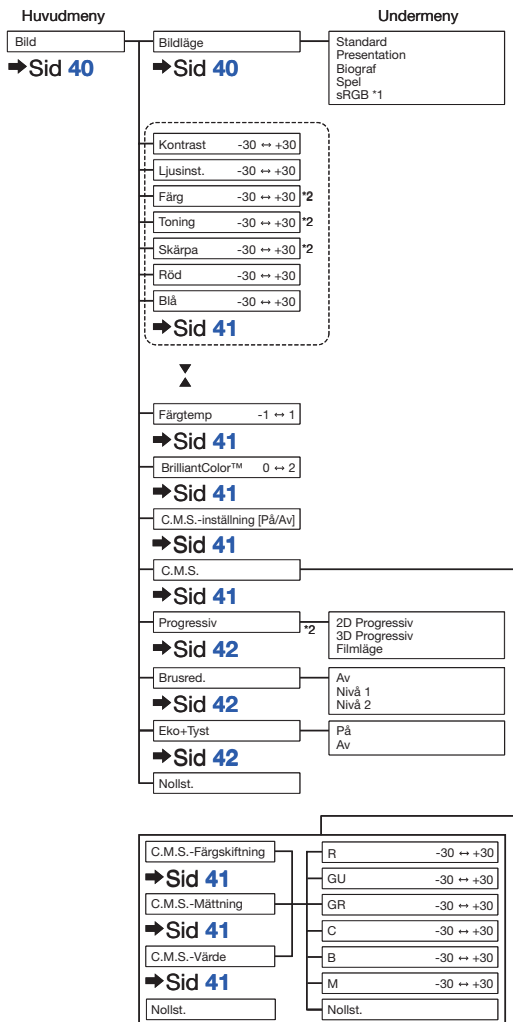 Huvudmeny
Undermeny
Bild
➡Sid 40
Bildläge
➡Sid 40
Standard
Presentation
Biograf
Spel
sRGB *1
Kontrast -30 ↔ +30
Ljusinst. -30 ↔ +30
Färg -30 ↔ +30 *2
Toning -30 ↔ +30 *2
Skärpa -30 ↔ +30 *2
Röd -30 ↔ +30
Blå -30 ↔ +30
➡Sid 41
Färgtemp -1 ↔ 1
➡Sid 41
BrilliantColor™ 0 ↔ 2
➡Sid 41
C.M.S.-inställning [På/Av]
➡Sid 41
C.M.S.
➡Sid 41
Progressiv *2
➡Sid 42
2D Progressiv
3D Progressiv
Filmläge
Brusred.
➡Sid 42
Av
Nivå 1
Nivå 2
Eko+Tyst
➡Sid 42
På
Av
Nollst.
C.M.S.-Färgskiftning
➡Sid 41
C.M.S.-Mättning
➡Sid 41
C.M.S.-Värde
➡Sid 41
Nollst.
R -30 ↔ +30
GU -30 ↔ +30
GR -30 ↔ +30
C -30 ↔ +30
B -30 ↔ +30
M -30 ↔ +30
Nollst.